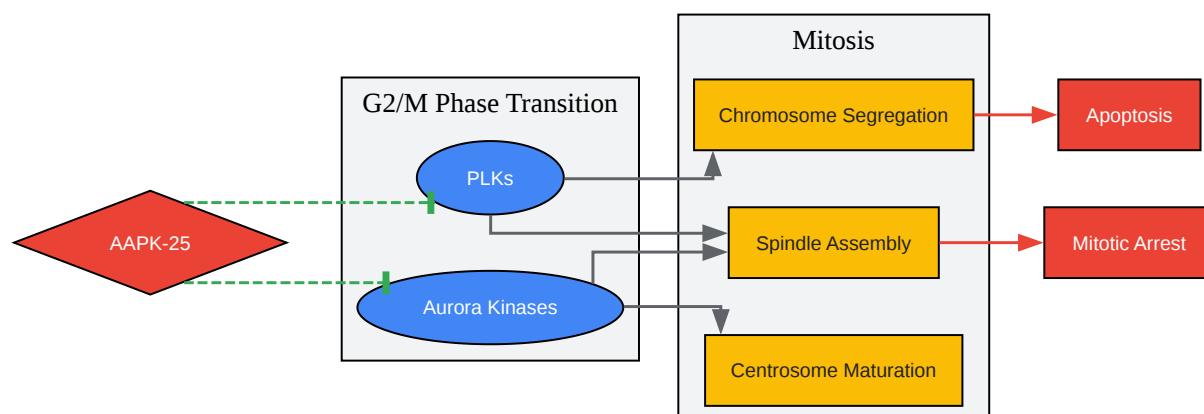 Mitosis
G2/M Phase Transition
Chromosome Segregation
Apoptosis
PLKs
AAPK-25
Spindle Assembly
Mitotic Arrest
Aurora Kinases
Centrosome Maturation